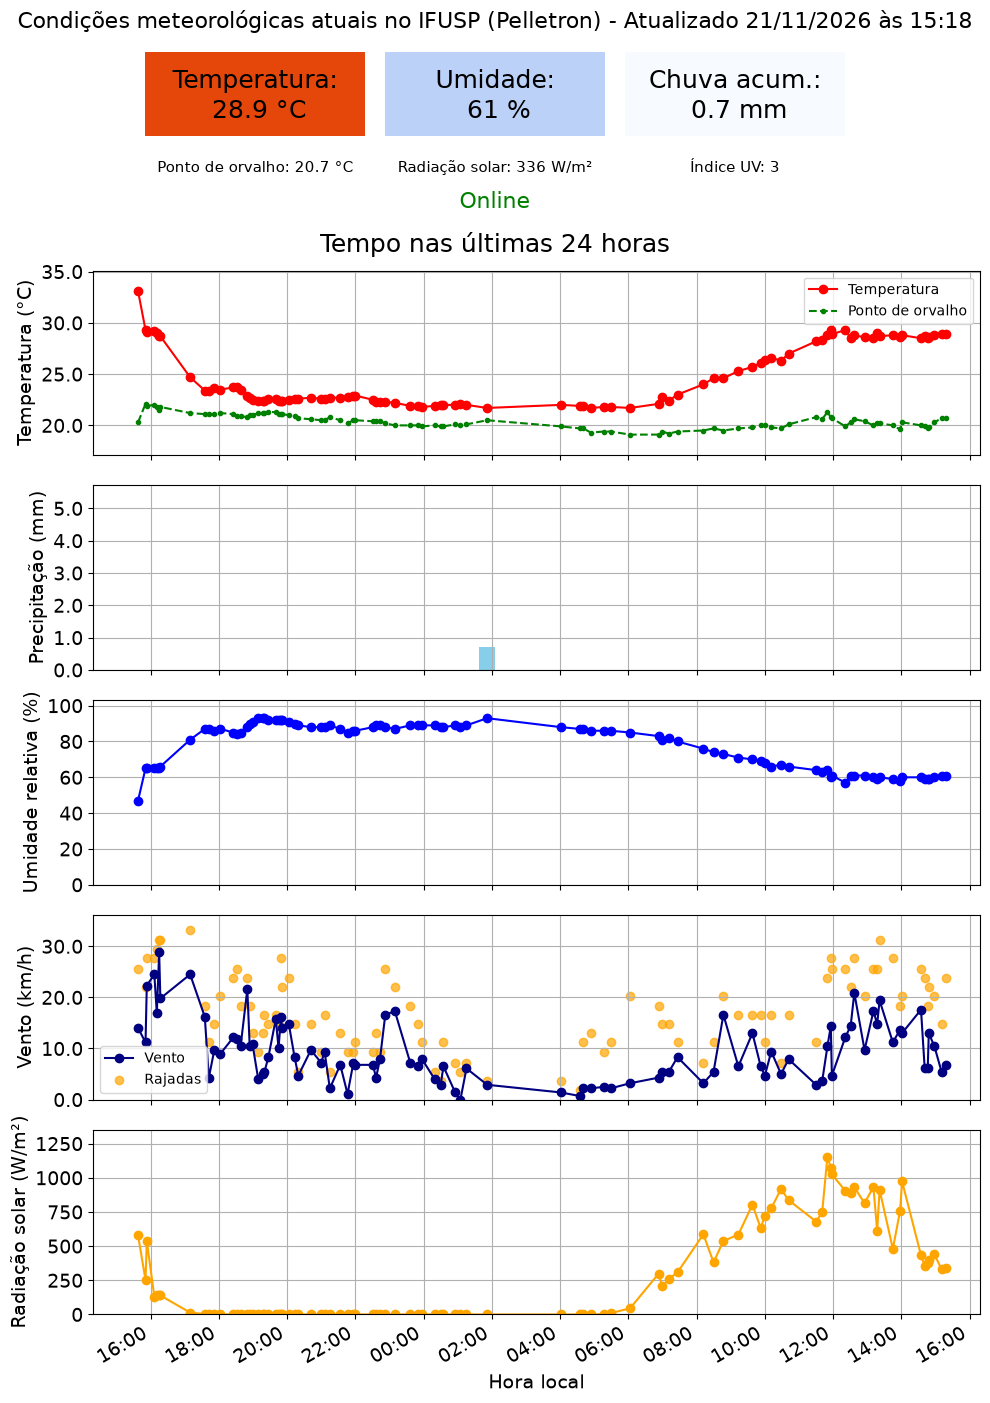 Condições meteorológicas atuais no IFUSP (Pelletron) - Atualizado 21/11/2026 às 15:18
Temperatura:
28.9 °C
Umidade:
61 %
Chuva acum.:
0.7 mm
Ponto de orvalho: 20.7 °C
Radiação solar: 336 W/m²
Índice UV: 3
Online
Tempo nas últimas 24 horas
Temperatura (°C)
35.0
30.0
25.0
20.0
Temperatura
Ponto de orvalho
Precipitação (mm)
5.0
4.0
3.0
2.0
1.0
0.0
Umidade relativa (%)
100
80
60
40
20
0
Vento (km/h)
30.0
20.0
10.0
0.0
Vento
Rajadas
Radiação solar (W/m²)
1250
1000
750
500
250
0
16:00
18:00
20:00
22:00
00:00
02:00
04:00
06:00
08:00
10:00
12:00
14:00
16:00
Hora local